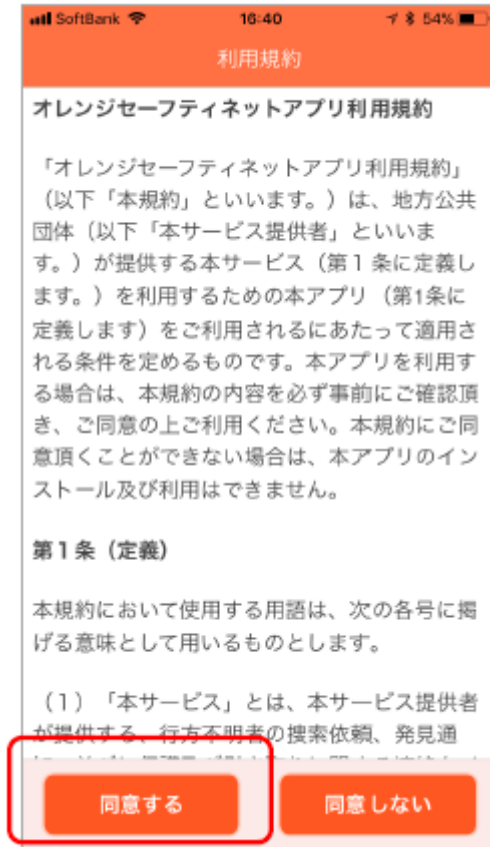 SoftBank 16:40 54%
利用規約
オレンジセーフティネットアプリ利用規約
「オレンジセーフティネットアプリ利用規約」
（以下「本規約」といいます。）は、地方公共
団体（以下「本サービス提供者」といいま
す。）が提供する本サービス（第１条に定義し
ます。）を利用するための本アプリ（第1条に
定義します）をご利用されるにあたって適用さ
れる条件を定めるものです。本アプリを利用す
る場合は、本規約の内容を必ず事前にご確認頂
き、ご同意の上ご利用ください。本規約にご同
意頂くことができない場合は、本アプリのイン
ストール及び利用はできません。
第１条（定義）
本規約において使用する用語は、次の各号に掲
げる意味として用いるものとします。
（１）「本サービス」とは、本サービス提供者
が提供する、行方不明者の捜索依頼、発見通
同意する 同意しない